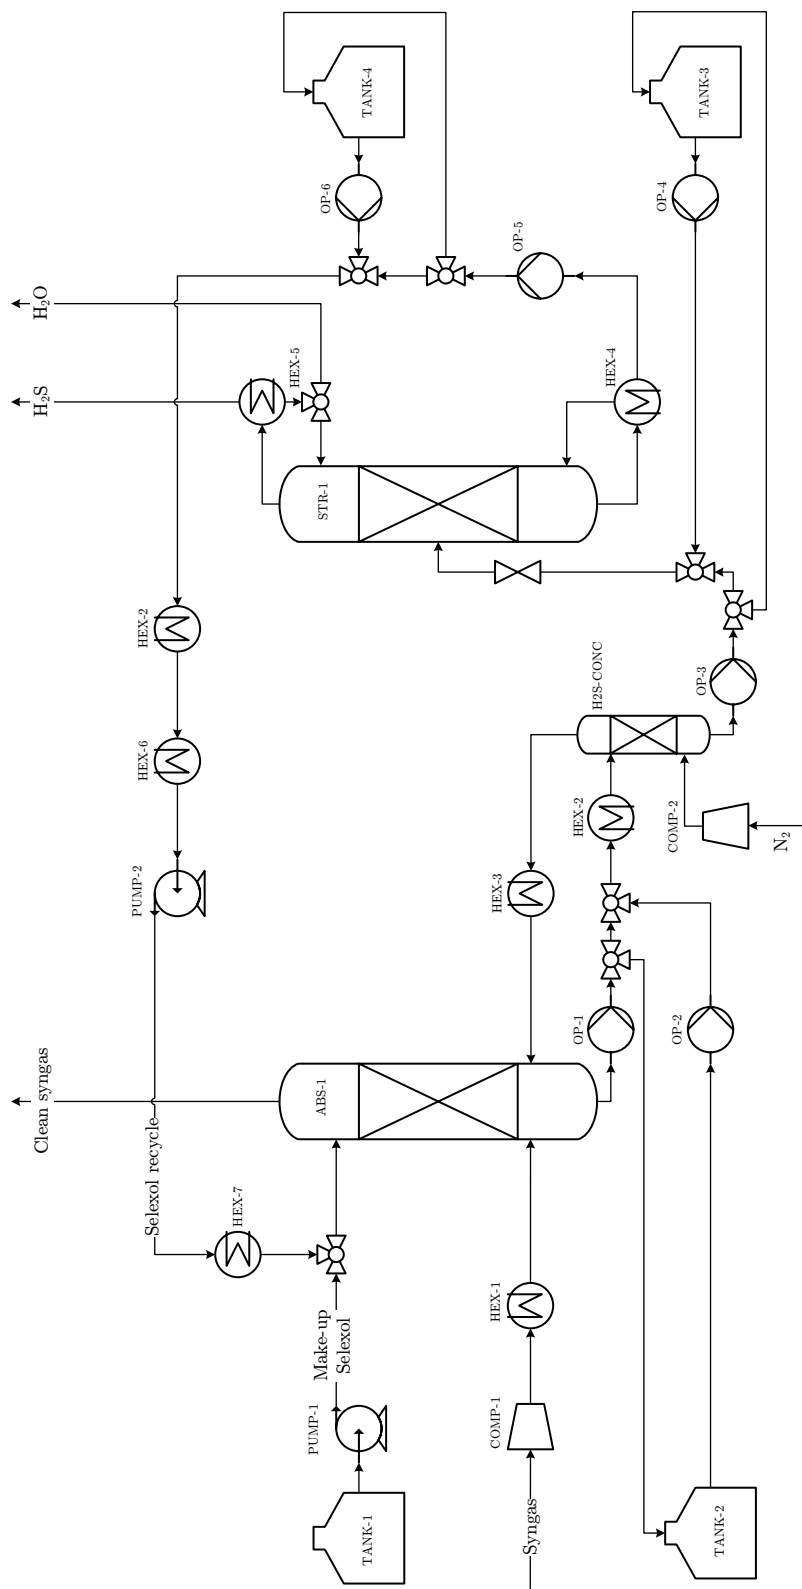 H₂O
H₂S
Clean syngas
Selexol recycle
Make-up
Selexol
Syngas
N₂
TANK-1
PUMP-1
HEX-7
PUMP-2
HEX-6
HEX-2
COMP-1
HEX-1
ABS-1
HEX-3
OP-1
OP-2
TANK-2
HEX-2
COMP-2
H2S-CONC
OP-3
STR-1
HEX-5
HEX-4
OP-5
OP-6
TANK-4
OP-4
TANK-3